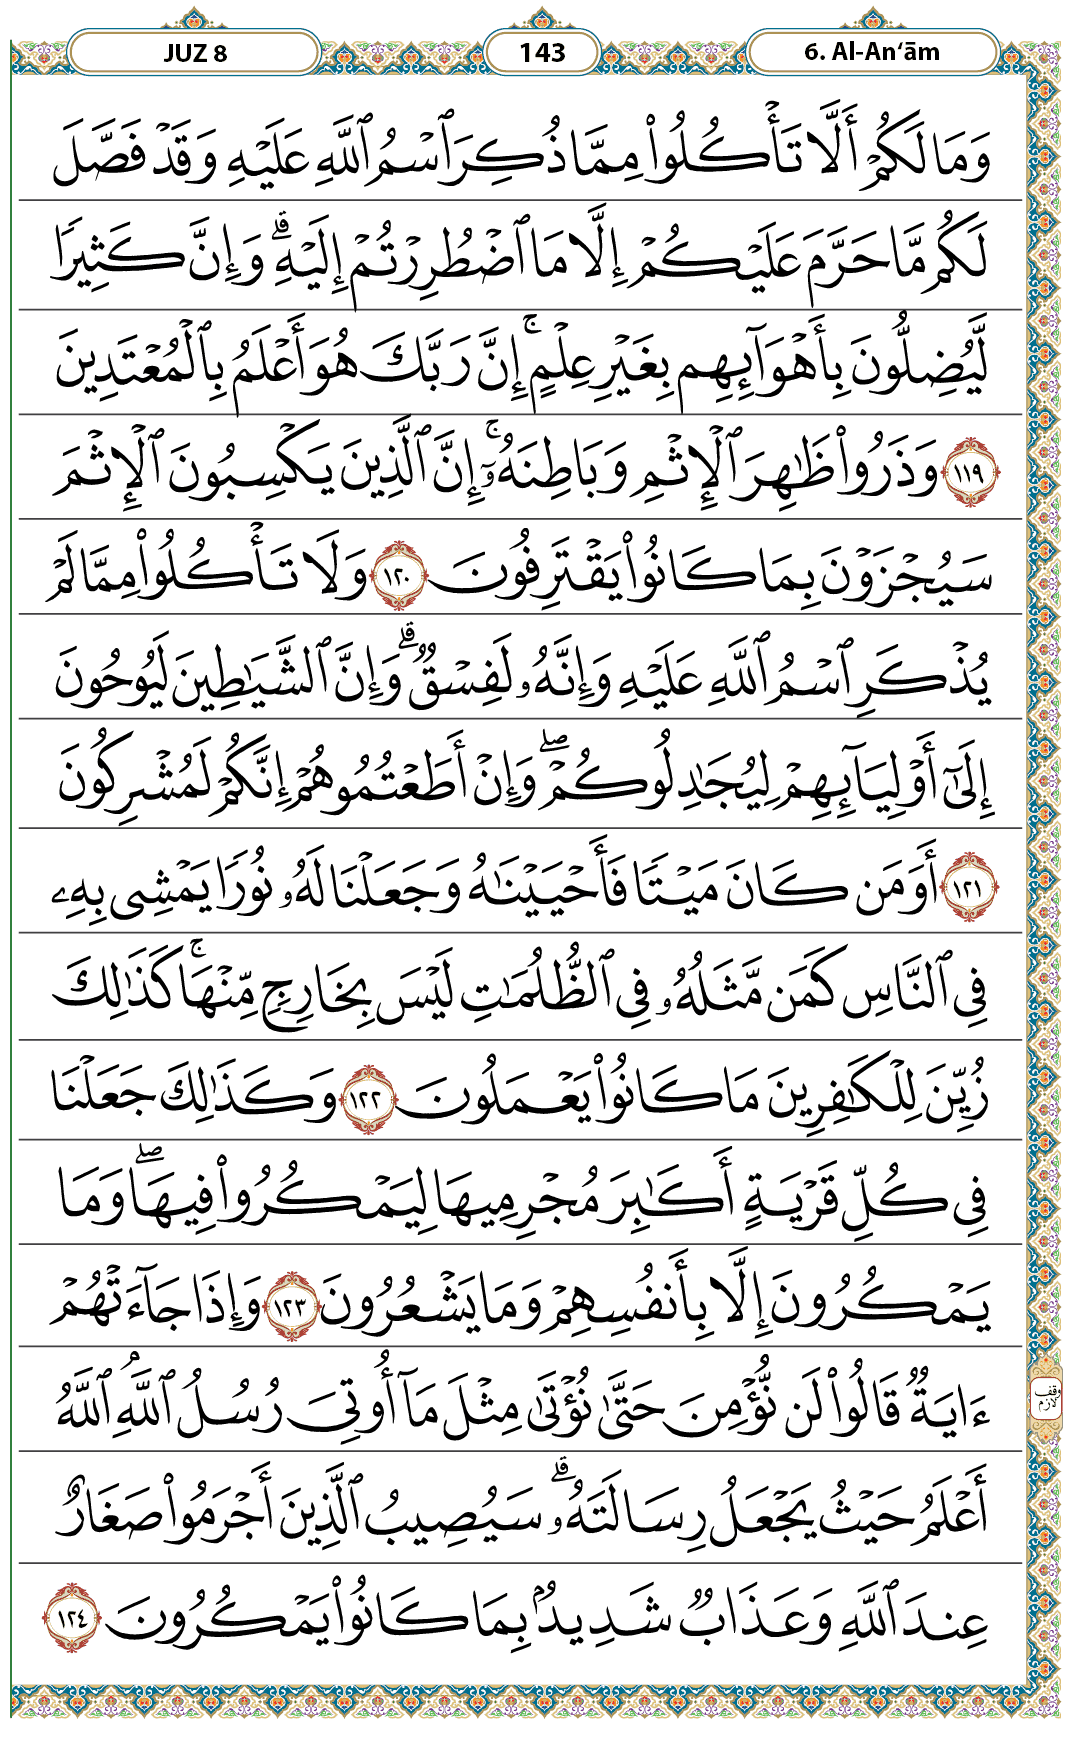 JUZ 8 143 6. Al-An‘ām
وَمَا لَكُمْ أَلَّا تَأْكُلُوا۟ مِمَّا ذُكِرَ ٱسْمُ ٱللَّهِ عَلَيْهِ وَقَدْ فَصَّلَ
لَكُم مَّا حَرَّمَ عَلَيْكُمْ إِلَّا مَا ٱضْطُرِرْتُمْ إِلَيْهِ ۗ وَإِنَّ كَثِيرًا
لَّيُضِلُّونَ بِأَهْوَآئِهِم بِغَيْرِ عِلْمٍ ۚ إِنَّ رَبَّكَ هُوَ أَعْلَمُ بِٱلْمُعْتَدِينَ
١١٩ وَذَرُوا۟ ظَٰهِرَ ٱلْإِثْمِ وَبَاطِنَهُۥٓ ۚ إِنَّ ٱلَّذِينَ يَكْسِبُونَ ٱلْإِثْمَ
سَيُجْزَوْنَ بِمَا كَانُوا۟ يَقْتَرِفُونَ ١٢٠ وَلَا تَأْكُلُوا۟ مِمَّا لَمْ
يُذْكَرِ ٱسْمُ ٱللَّهِ عَلَيْهِ وَإِنَّهُۥ لَفِسْقٌ ۗ وَإِنَّ ٱلشَّيَٰطِينَ لَيُوحُونَ
إِلَىٰٓ أَوْلِيَآئِهِمْ لِيُجَٰدِلُوكُمْ ۖ وَإِنْ أَطَعْتُمُوهُمْ إِنَّكُمْ لَمُشْرِكُونَ
١٢١ أَوَمَن كَانَ مَيْتًا فَأَحْيَيْنَٰهُ وَجَعَلْنَا لَهُۥ نُورًا يَمْشِى بِهِۦ
فِى ٱلنَّاسِ كَمَن مَّثَلُهُۥ فِى ٱلظُّلُمَٰتِ لَيْسَ بِخَارِجٍ مِّنْهَا ۚ كَذَٰلِكَ
زُيِّنَ لِلْكَٰفِرِينَ مَا كَانُوا۟ يَعْمَلُونَ ١٢٢ وَكَذَٰلِكَ جَعَلْنَا
فِى كُلِّ قَرْيَةٍ أَكَٰبِرَ مُجْرِمِيهَا لِيَمْكُرُوا۟ فِيهَا ۖ وَمَا
يَمْكُرُونَ إِلَّا بِأَنفُسِهِمْ وَمَا يَشْعُرُونَ ١٢٣ وَإِذَا جَآءَتْهُمْ
ءَايَةٌ قَالُوا۟ لَن نُّؤْمِنَ حَتَّىٰ نُؤْتَىٰ مِثْلَ مَآ أُوتِىَ رُسُلُ ٱللَّهِ ۘ ٱللَّهُ
وقف لازم
أَعْلَمُ حَيْثُ يَجْعَلُ رِسَالَتَهُۥ ۗ سَيُصِيبُ ٱلَّذِينَ أَجْرَمُوا۟ صَغَارٌ
عِندَ ٱللَّهِ وَعَذَابٌ شَدِيدٌۢ بِمَا كَانُوا۟ يَمْكُرُونَ ١٢٤